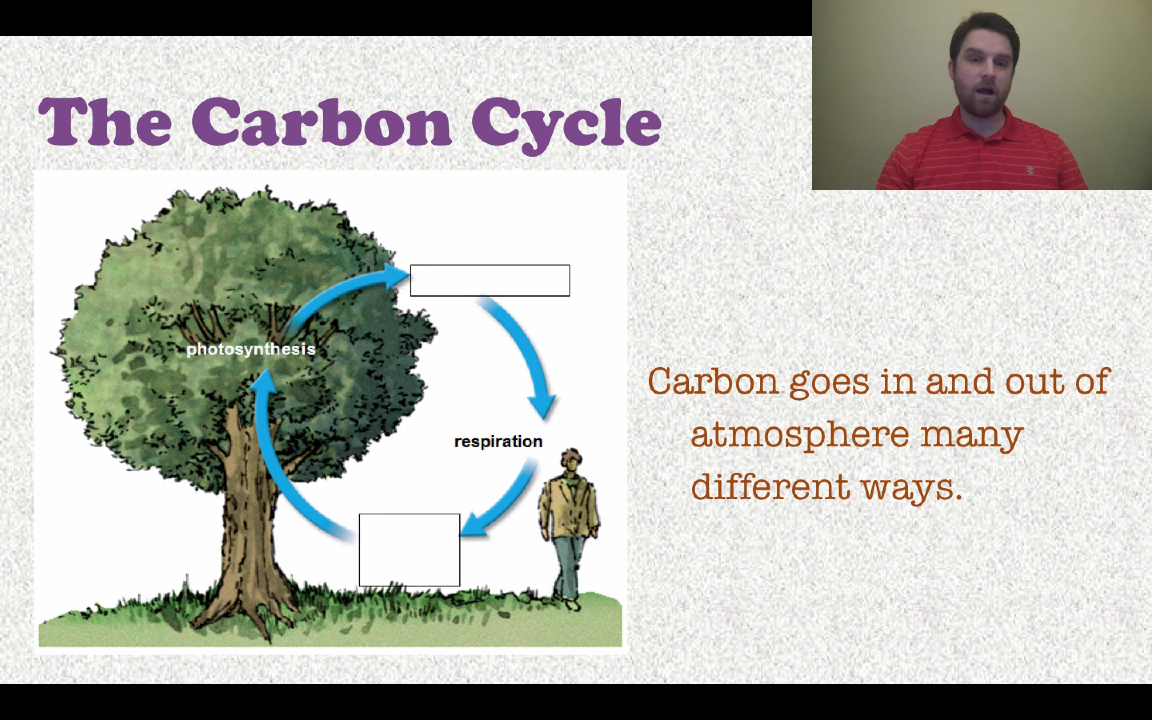 The Carbon Cycle
photosynthesis
respiration
Carbon goes in and out of
atmosphere many
different ways.